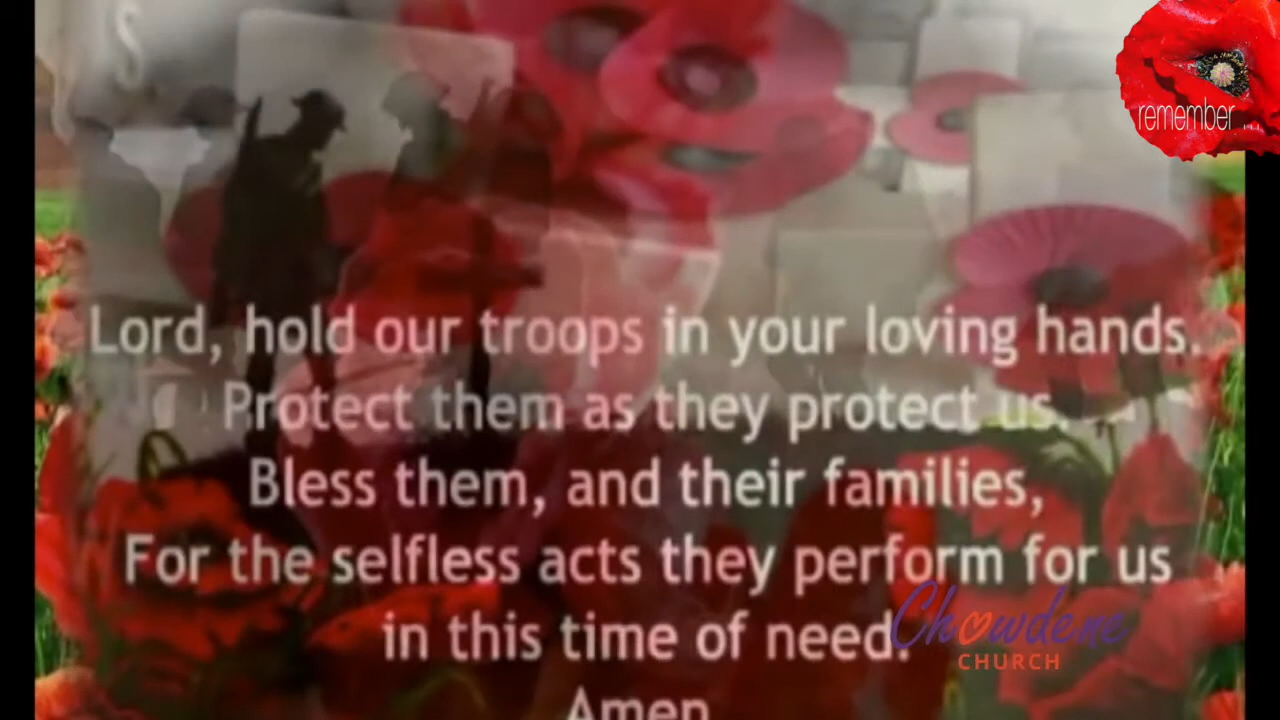 remember
Lord, hold our troops in your loving hands.
Protect them as they protect us.
Bless them, and their families,
For the selfless acts they perform for us
in this time of need.
Amen
Chowdene
CHURCH